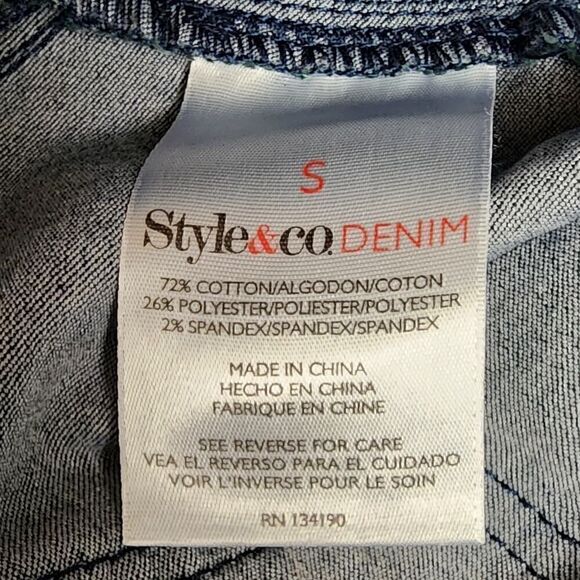 S
Style&co. DENIM
72% COTTON/ALGODON/COTON
26% POLYESTER/POLIESTER/POLYESTER
2% SPANDEX/SPANDEX/SPANDEX
MADE IN CHINA
HECHO EN CHINA
FABRIQUE EN CHINE
SEE REVERSE FOR CARE
VEA EL REVERSO PARA EL CUIDADO
VOIR L'INVERSE POUR LE SOIN
RN 134190